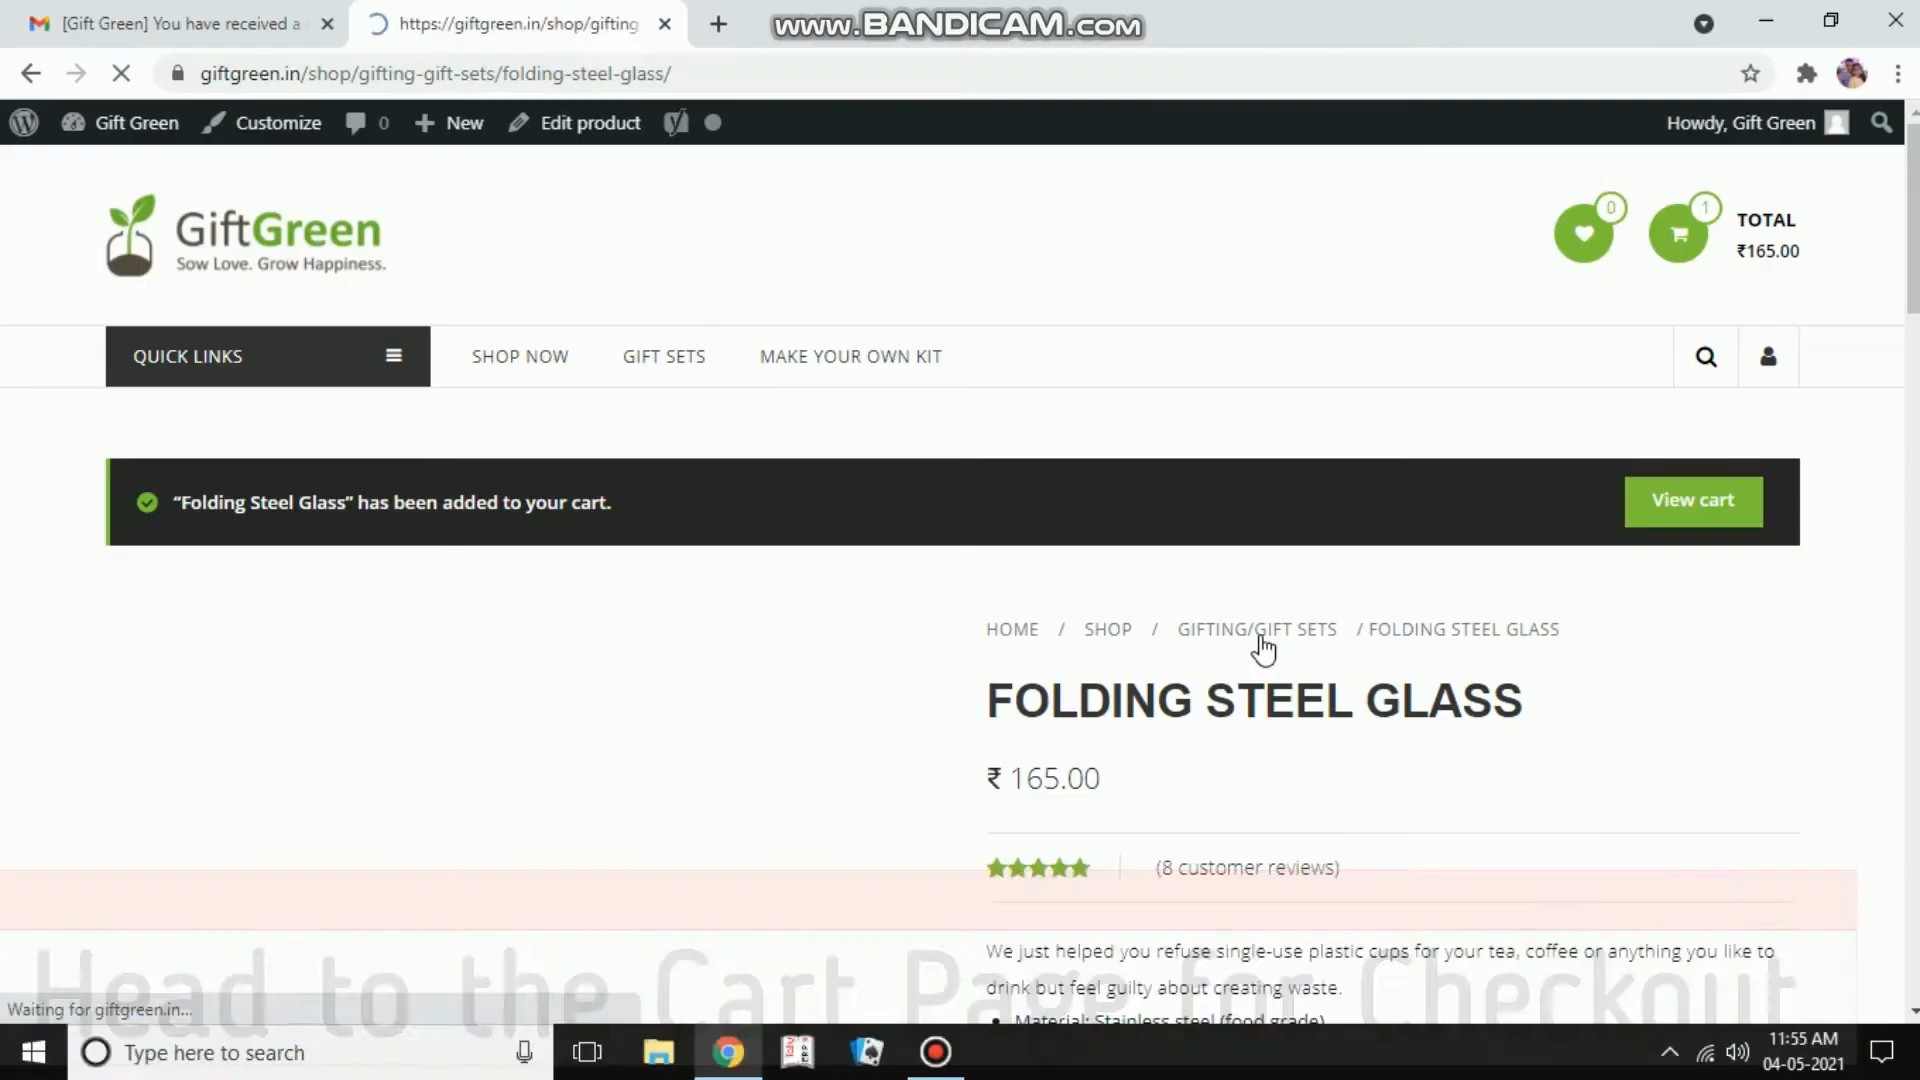 [Gift Green] You have received a
https://giftgreen.in/shop/gifting
www.BANDICAM.com
giftgreen.in/shop/gifting-gift-sets/folding-steel-glass/
Gift Green
Customize
0
New
Edit product
Howdy, Gift Green
GiftGreen
Sow Love. Grow Happiness.
0
1
TOTAL
₹165.00
QUICK LINKS
SHOP NOW
GIFT SETS
MAKE YOUR OWN KIT
“Folding Steel Glass” has been added to your cart.
View cart
HOME / SHOP / GIFTING/GIFT SETS / FOLDING STEEL GLASS
FOLDING STEEL GLASS
₹ 165.00
(8 customer reviews)
We just helped you refuse single-use plastic cups for your tea, coffee or anything you like to
drink but feel guilty about creating waste.
Material: Stainless steel (food grade)
Head to the Cart Page for Checkout
Waiting for giftgreen.in...
Type here to search
11:55 AM
04-05-2021